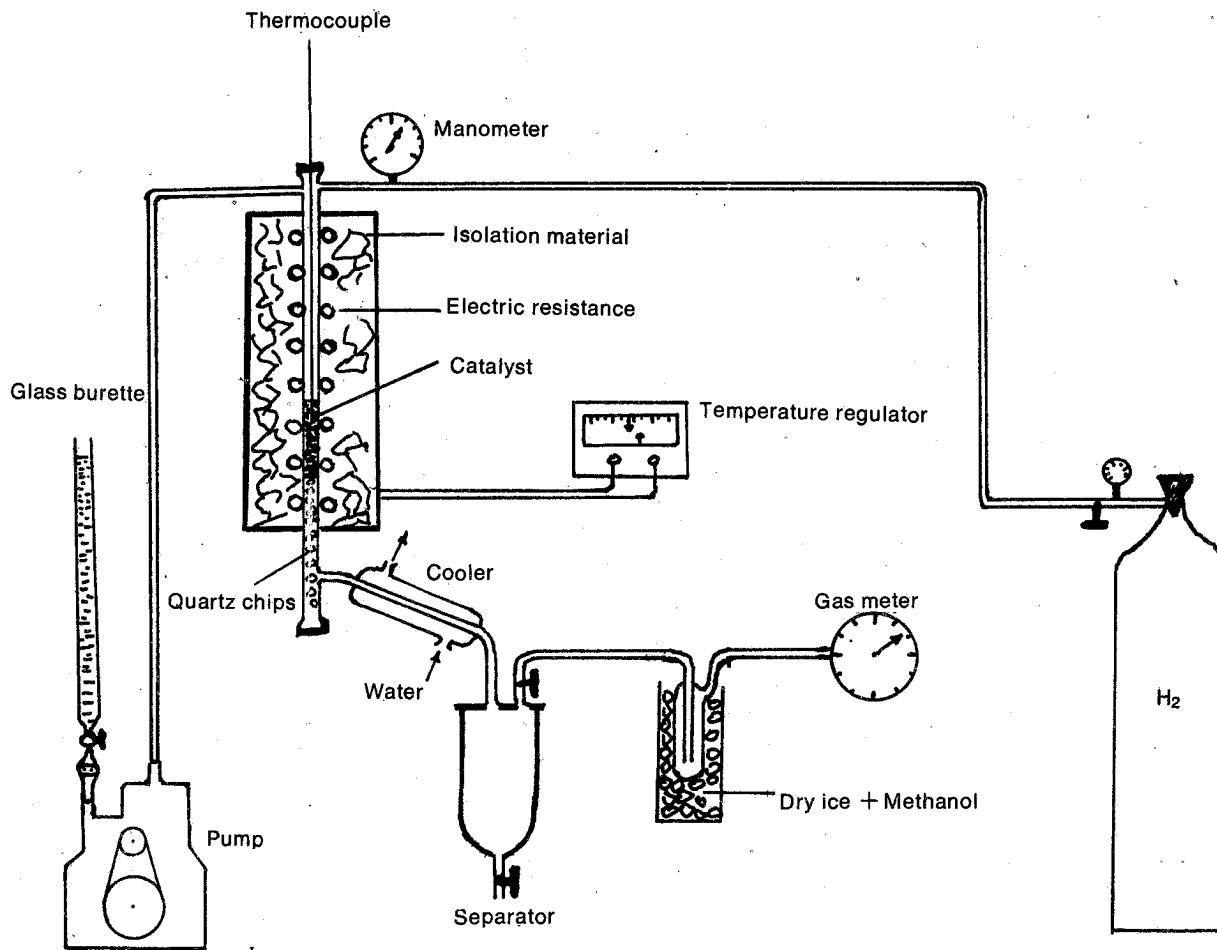 Thermocouple
Manometer
Isolation material
Electric resistance
Catalyst
Glass burette
Temperature regulator
Cooler
Quartz chips
Gas meter
Water
H₂
Dry ice + Methanol
Pump
Separator